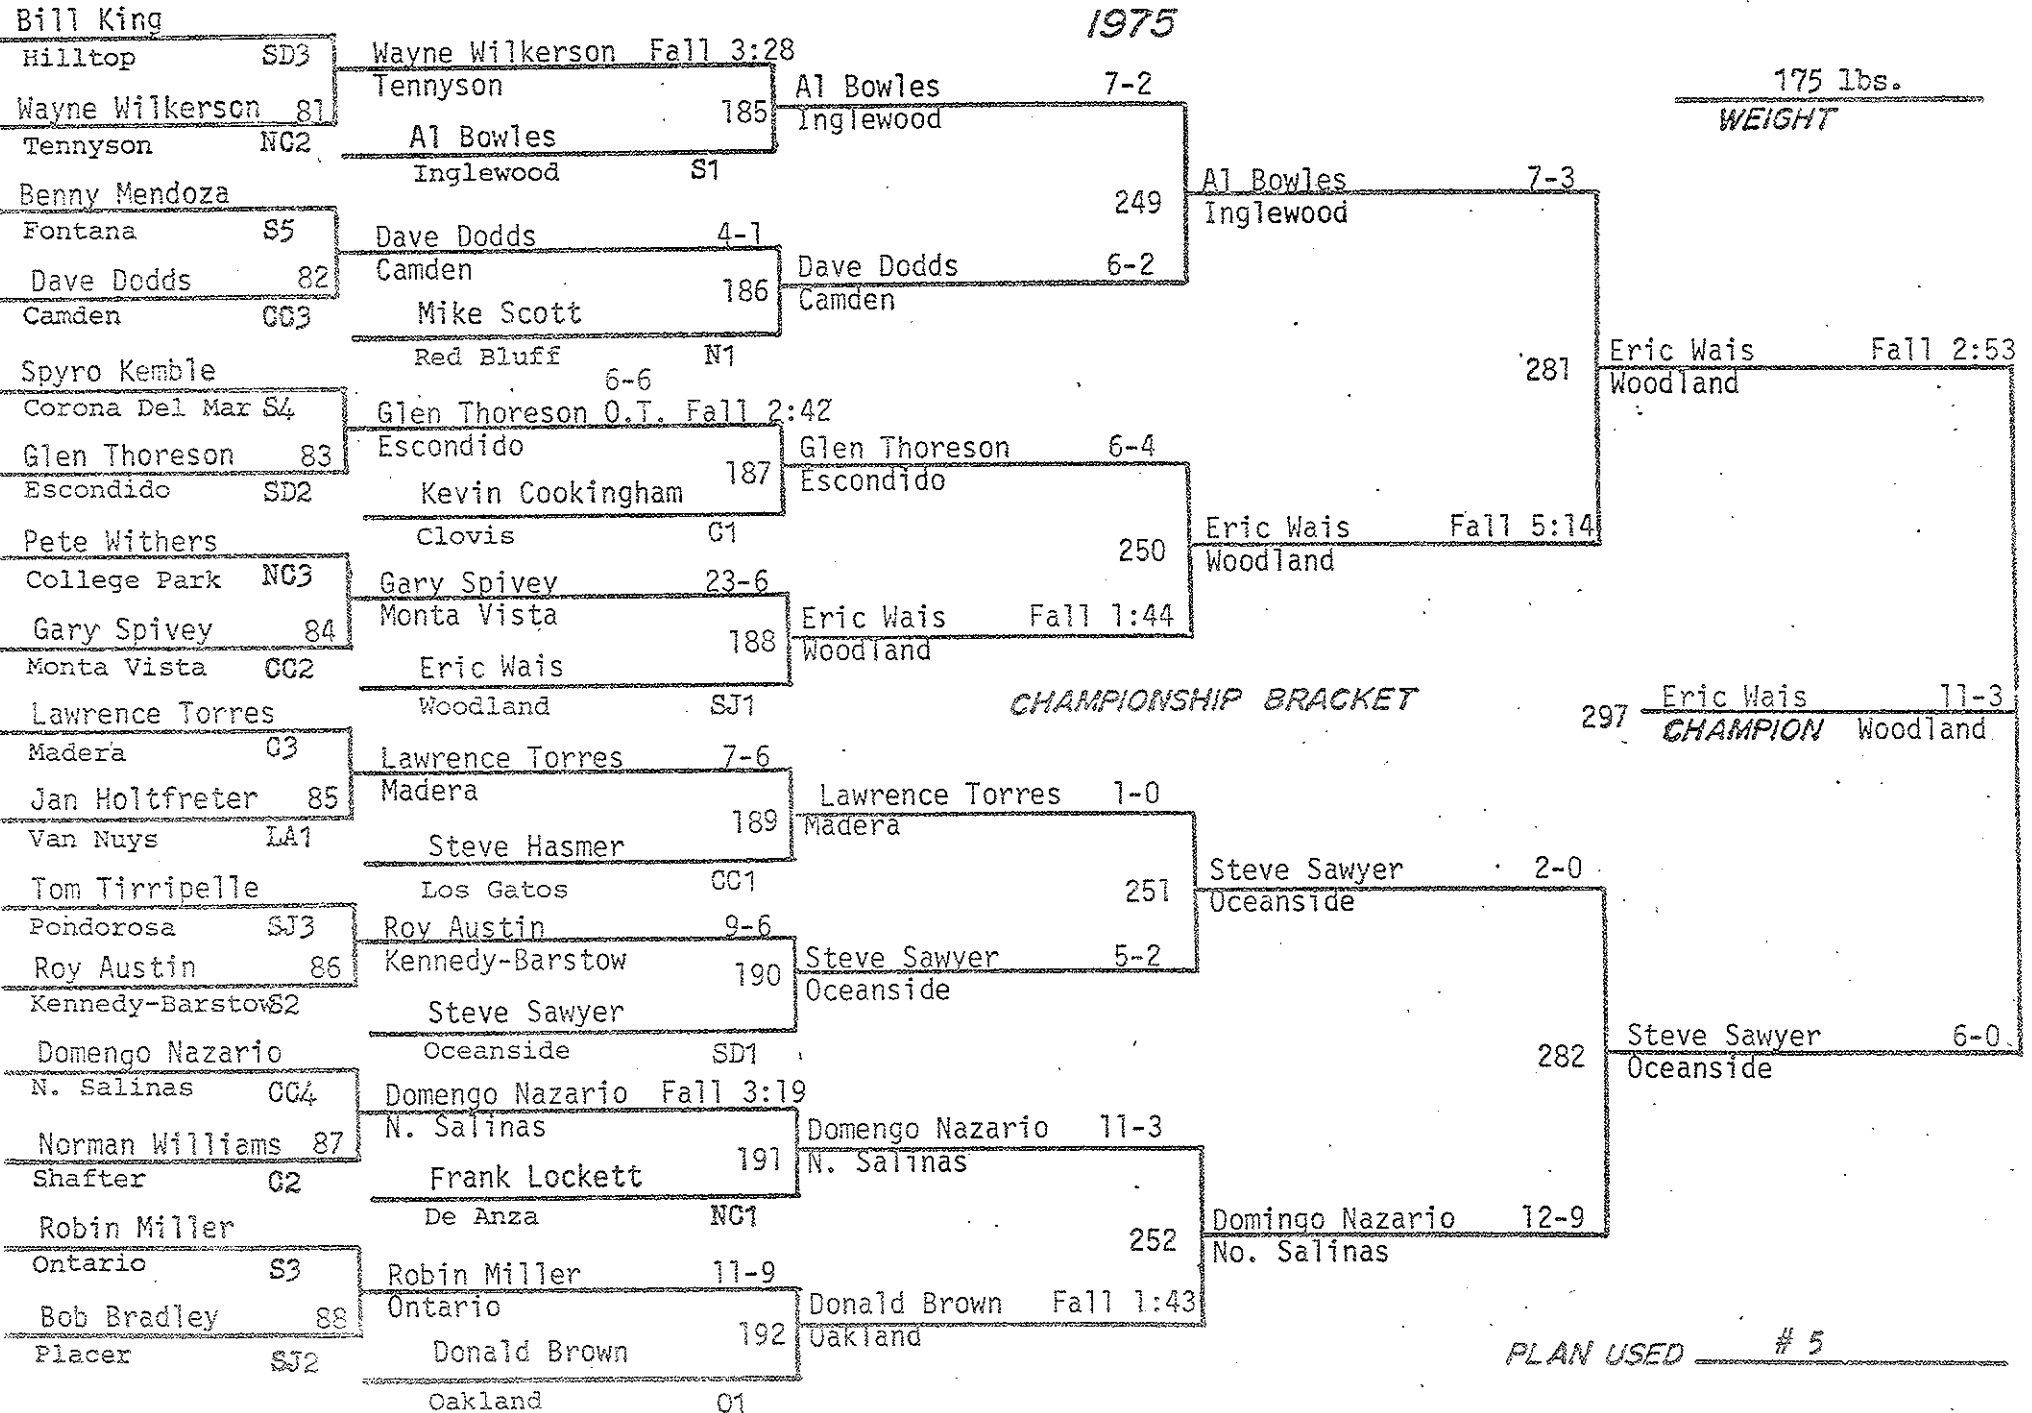 1975
175 lbs.
WEIGHT
Bill King
Hilltop SD3
Wayne Wilkerson 81
Tennyson NC2
Benny Mendoza
Fontana S5
Dave Dodds 82
Camden CC3
Spyro Kemble
Corona Del Mar S4
Glen Thoreson 83
Escondido SD2
Pete Withers
College Park NC3
Gary Spivey 84
Monta Vista CC2
Lawrence Torres
Madera C3
Jan Holtfreter 85
Van Nuys LA1
Tom Tirripelle
Pondorosa SJ3
Roy Austin 86
Kennedy-Barstow S2
Domengo Nazario
N. Salinas CC4
Norman Williams 87
Shafter C2
Robin Miller
Ontario S3
Bob Bradley 88
Placer SJ2
Wayne Wilkerson Fall 3:28
Tennyson
185
Al Bowles
Inglewood S1
Dave Dodds 4-1
Camden
186
Mike Scott
Red Bluff N1
6-6
Glen Thoreson O.T. Fall 2:42
Escondido
187
Kevin Cookingham
Clovis C1
Gary Spivey 23-6
Monta Vista
188
Eric Wais
Woodland SJ1
Lawrence Torres 7-6
Madera
189
Steve Hasmer
Los Gatos CC1
Roy Austin 9-6
Kennedy-Barstow
190
Steve Sawyer
Oceanside SD1
Domengo Nazario Fall 3:19
N. Salinas
191
Frank Lockett
De Anza NC1
Robin Miller 11-9
Ontario
192
Donald Brown
Oakland O1
Al Bowles 7-2
Inglewood
249
Dave Dodds 6-2
Camden
Glen Thoreson 6-4
Escondido
250
Eric Wais Fall 1:44
Woodland
CHAMPIONSHIP BRACKET
Lawrence Torres 1-0
Madera
251
Steve Sawyer 5-2
Oceanside
Domengo Nazario 11-3
N. Salinas
252
Donald Brown Fall 1:43
Oakland
Al Bowles 7-3
Inglewood
281
Eric Wais Fall 5:14
Woodland
Steve Sawyer 2-0
Oceanside
282
Domingo Nazario 12-9
No. Salinas
Eric Wais Fall 2:53
Woodland
297 Eric Wais 11-3
CHAMPION Woodland
Steve Sawyer 6-0
Oceanside
PLAN USED # 5